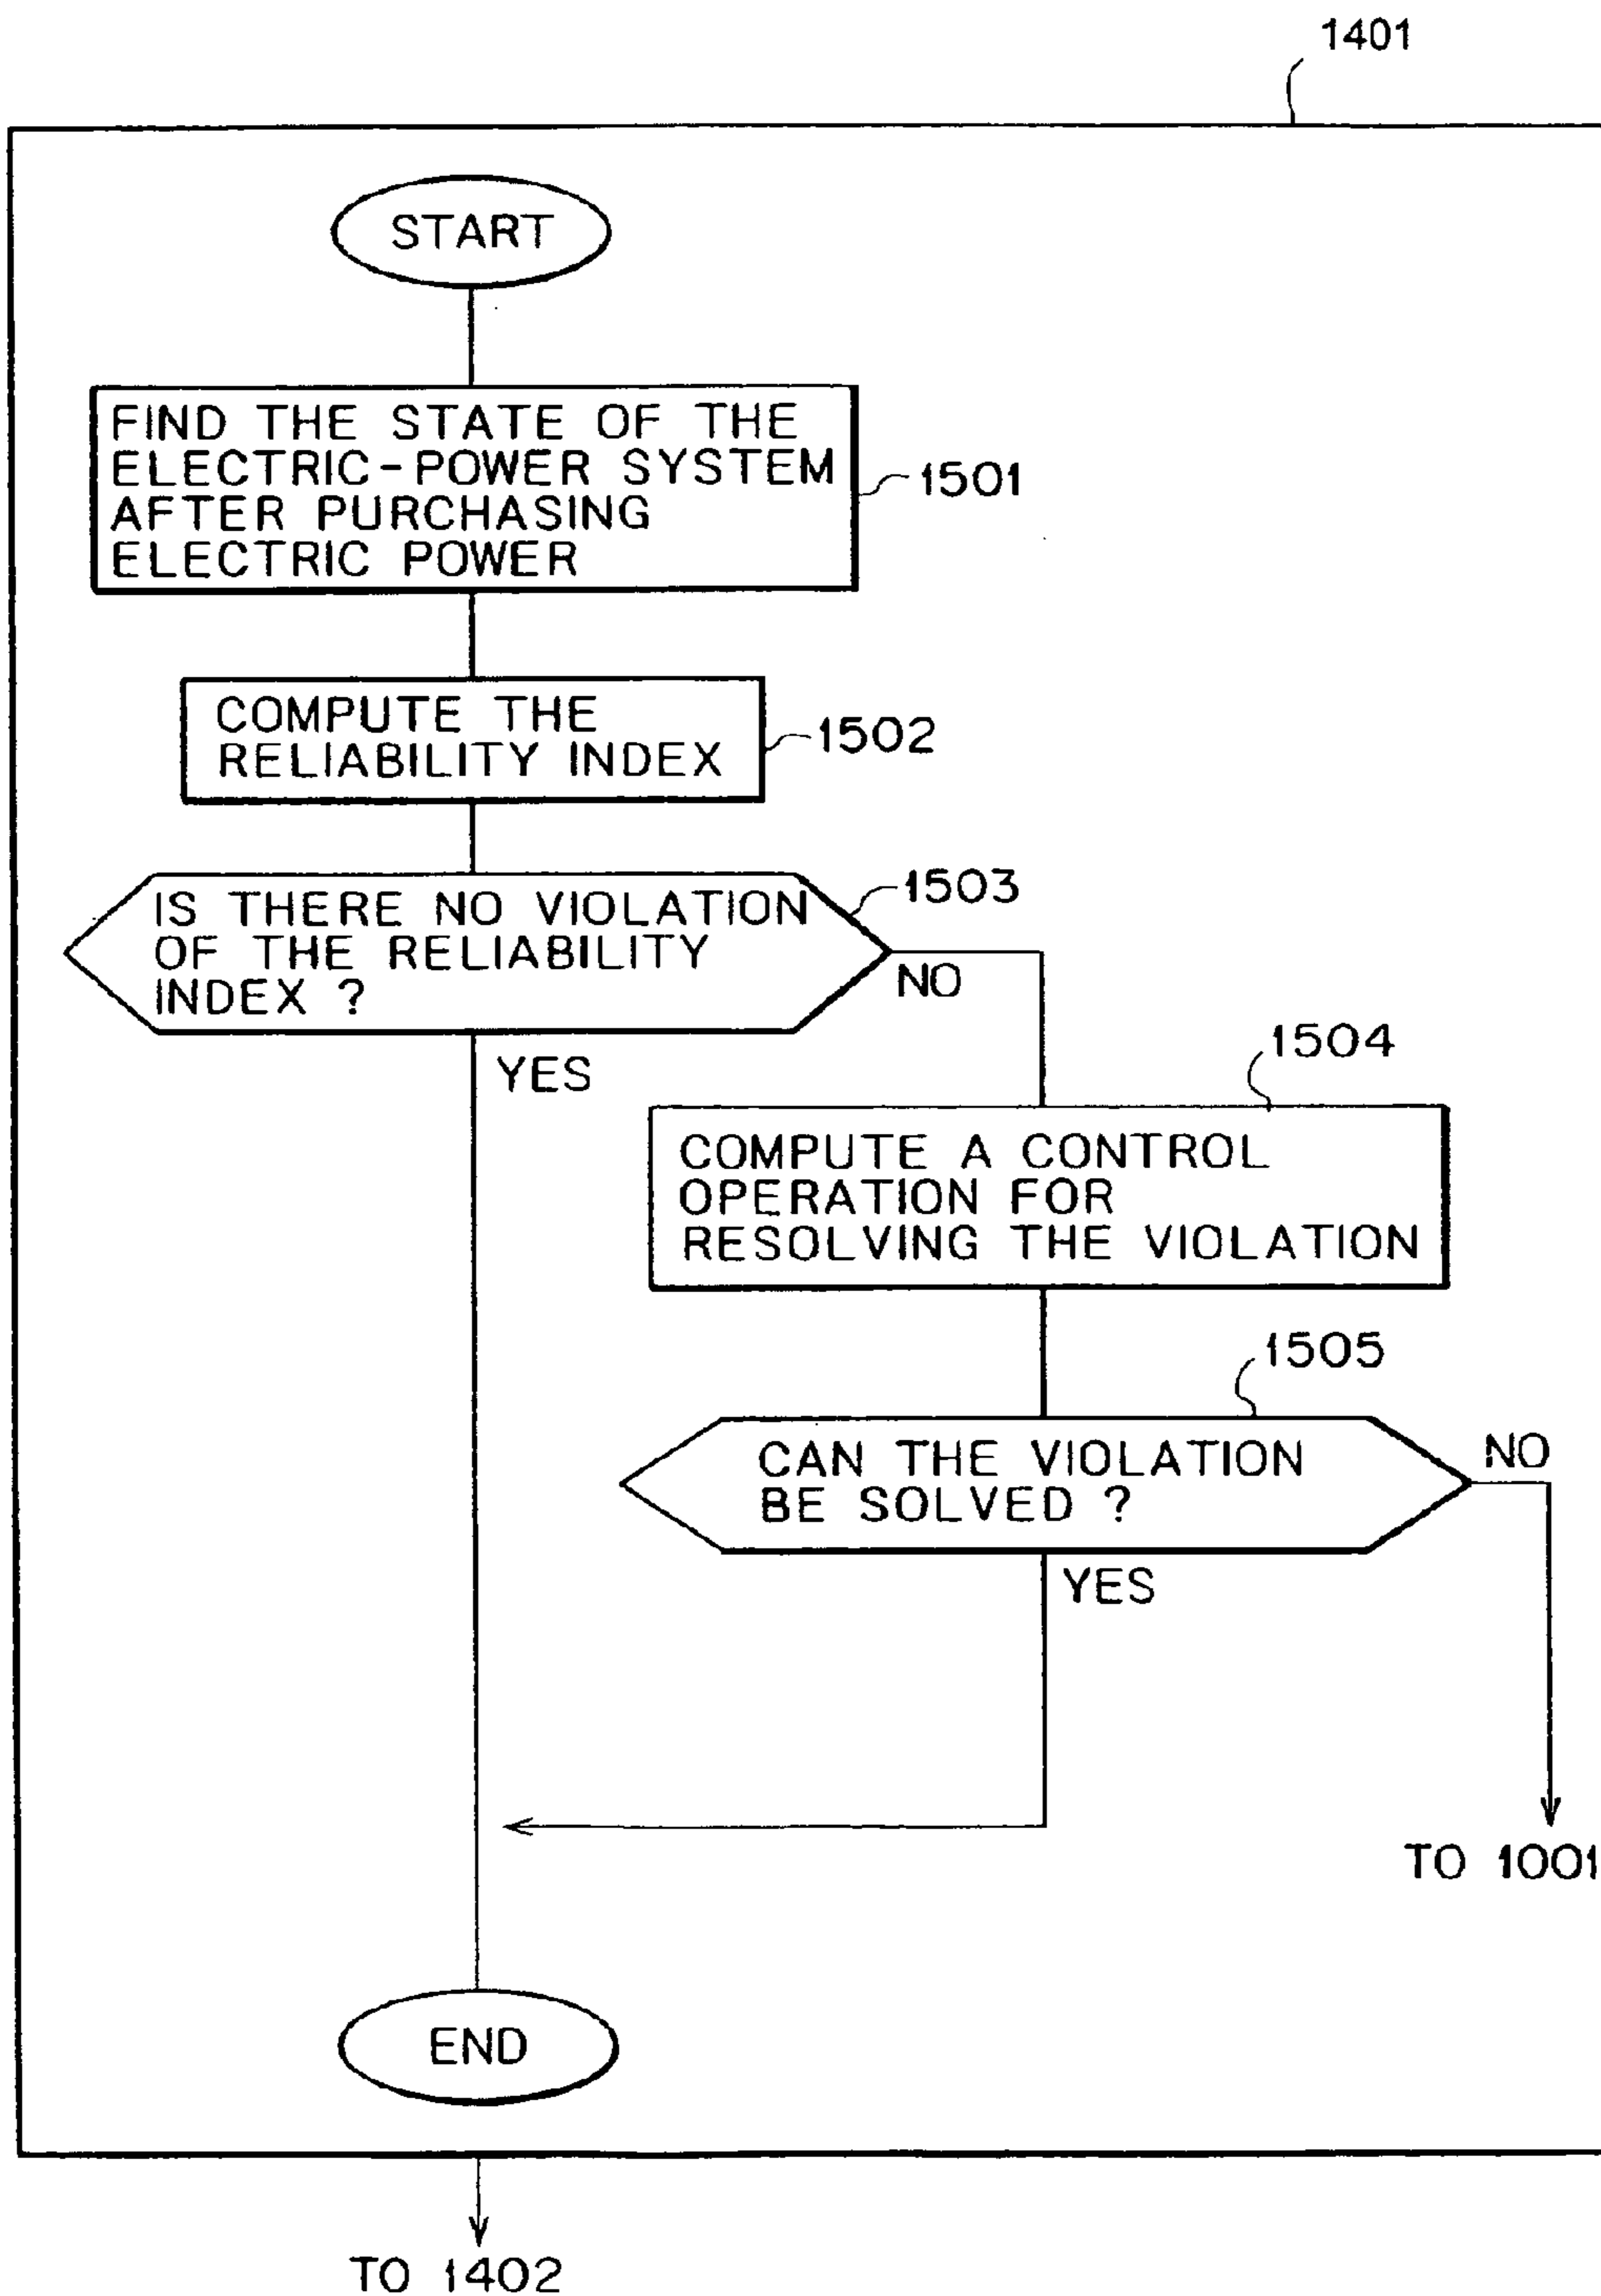 1401
START
FIND THE STATE OF THE
ELECTRIC-POWER SYSTEM
AFTER PURCHASING
ELECTRIC POWER
1501
COMPUTE THE
RELIABILITY INDEX
1502
IS THERE NO VIOLATION
OF THE RELIABILITY
INDEX ?
1503
NO
YES
1504
COMPUTE A CONTROL
OPERATION FOR
RESOLVING THE VIOLATION
1505
CAN THE VIOLATION
BE SOLVED ?
NO
YES
TO 1001
END
TO 1402